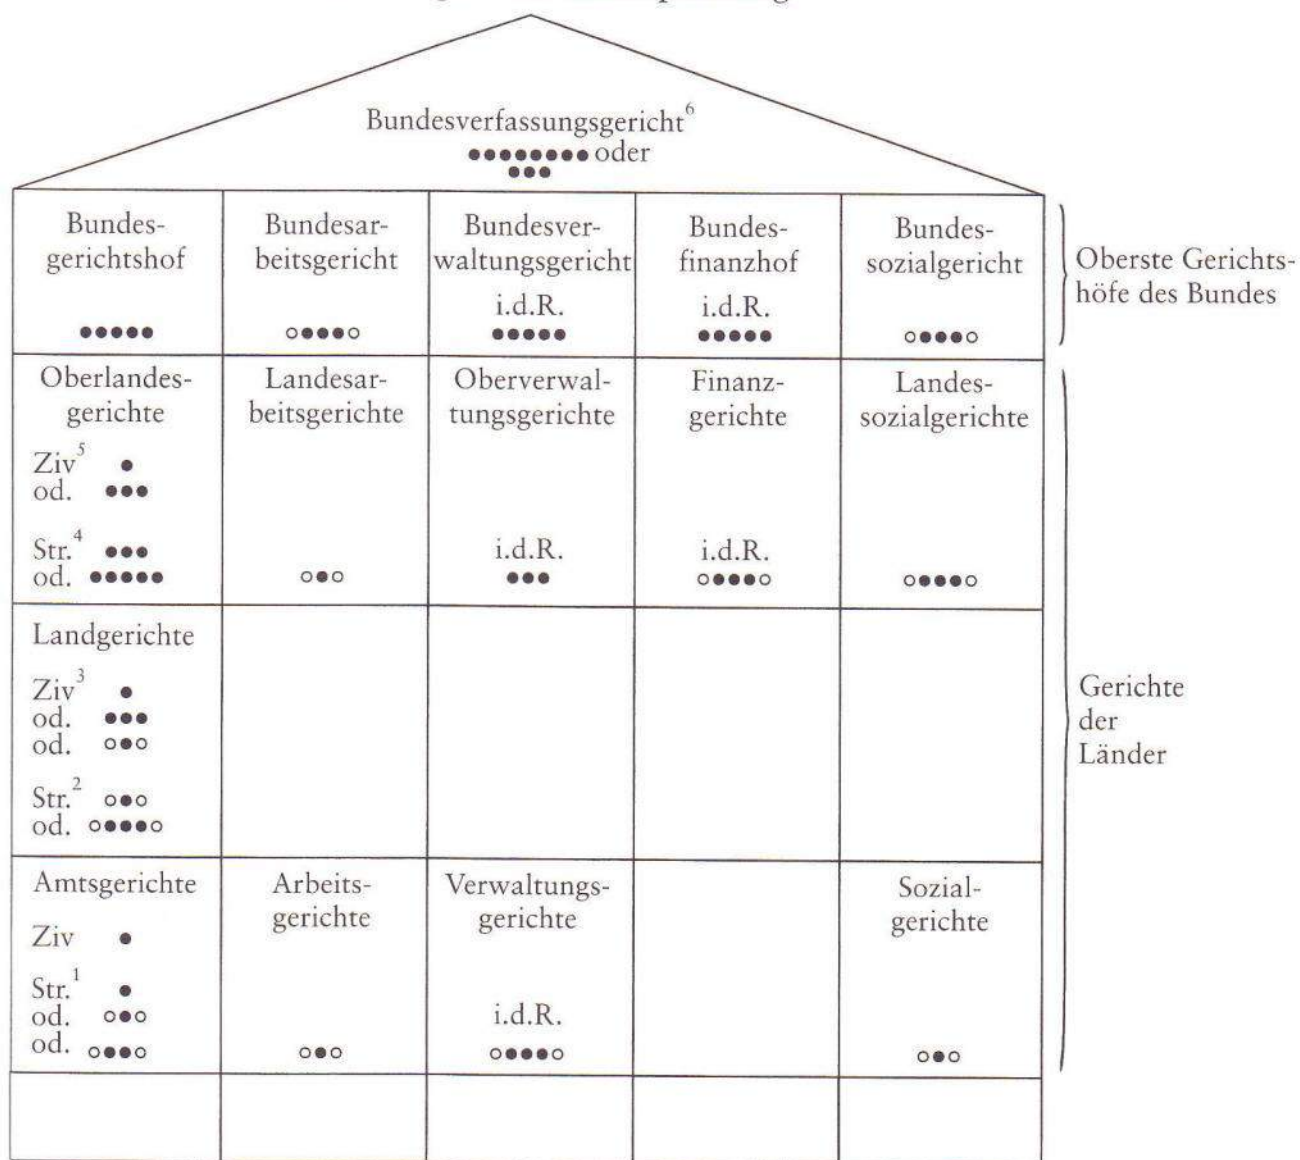 Bundesverfassungsgericht⁶
●●●●●●●● oder
●●●
Bundes-
gerichtshof
●●●●●
Bundesar-
beitsgericht
○●●●○
Bundesver-
waltungsgericht
i.d.R.
●●●●●
Bundes-
finanzhof
i.d.R.
●●●●●
Bundes-
sozialgericht
○●●●○
Oberste Gerichts-
höfe des Bundes
Oberlandes-
gerichte
Ziv⁵ ●
od. ●●●
Str.⁴ ●●●
od. ●●●●●
Landesar-
beitsgerichte
○●○
Oberverwal-
tungsgerichte
i.d.R.
●●●
Finanz-
gerichte
i.d.R.
○●●●○
Landes-
sozialgerichte
○●●●○
Landgerichte
Ziv³ ●
od. ●●●
od. ○●○
Str.² ○●○
od. ○●●●○
Gerichte
der
Länder
Amtsgerichte
Ziv ●
Str.¹ ●
od. ○●○
od. ○●●○
Arbeits-
gerichte
○●○
Verwaltungs-
gerichte
i.d.R.
○●●●○
Sozial-
gerichte
○●○